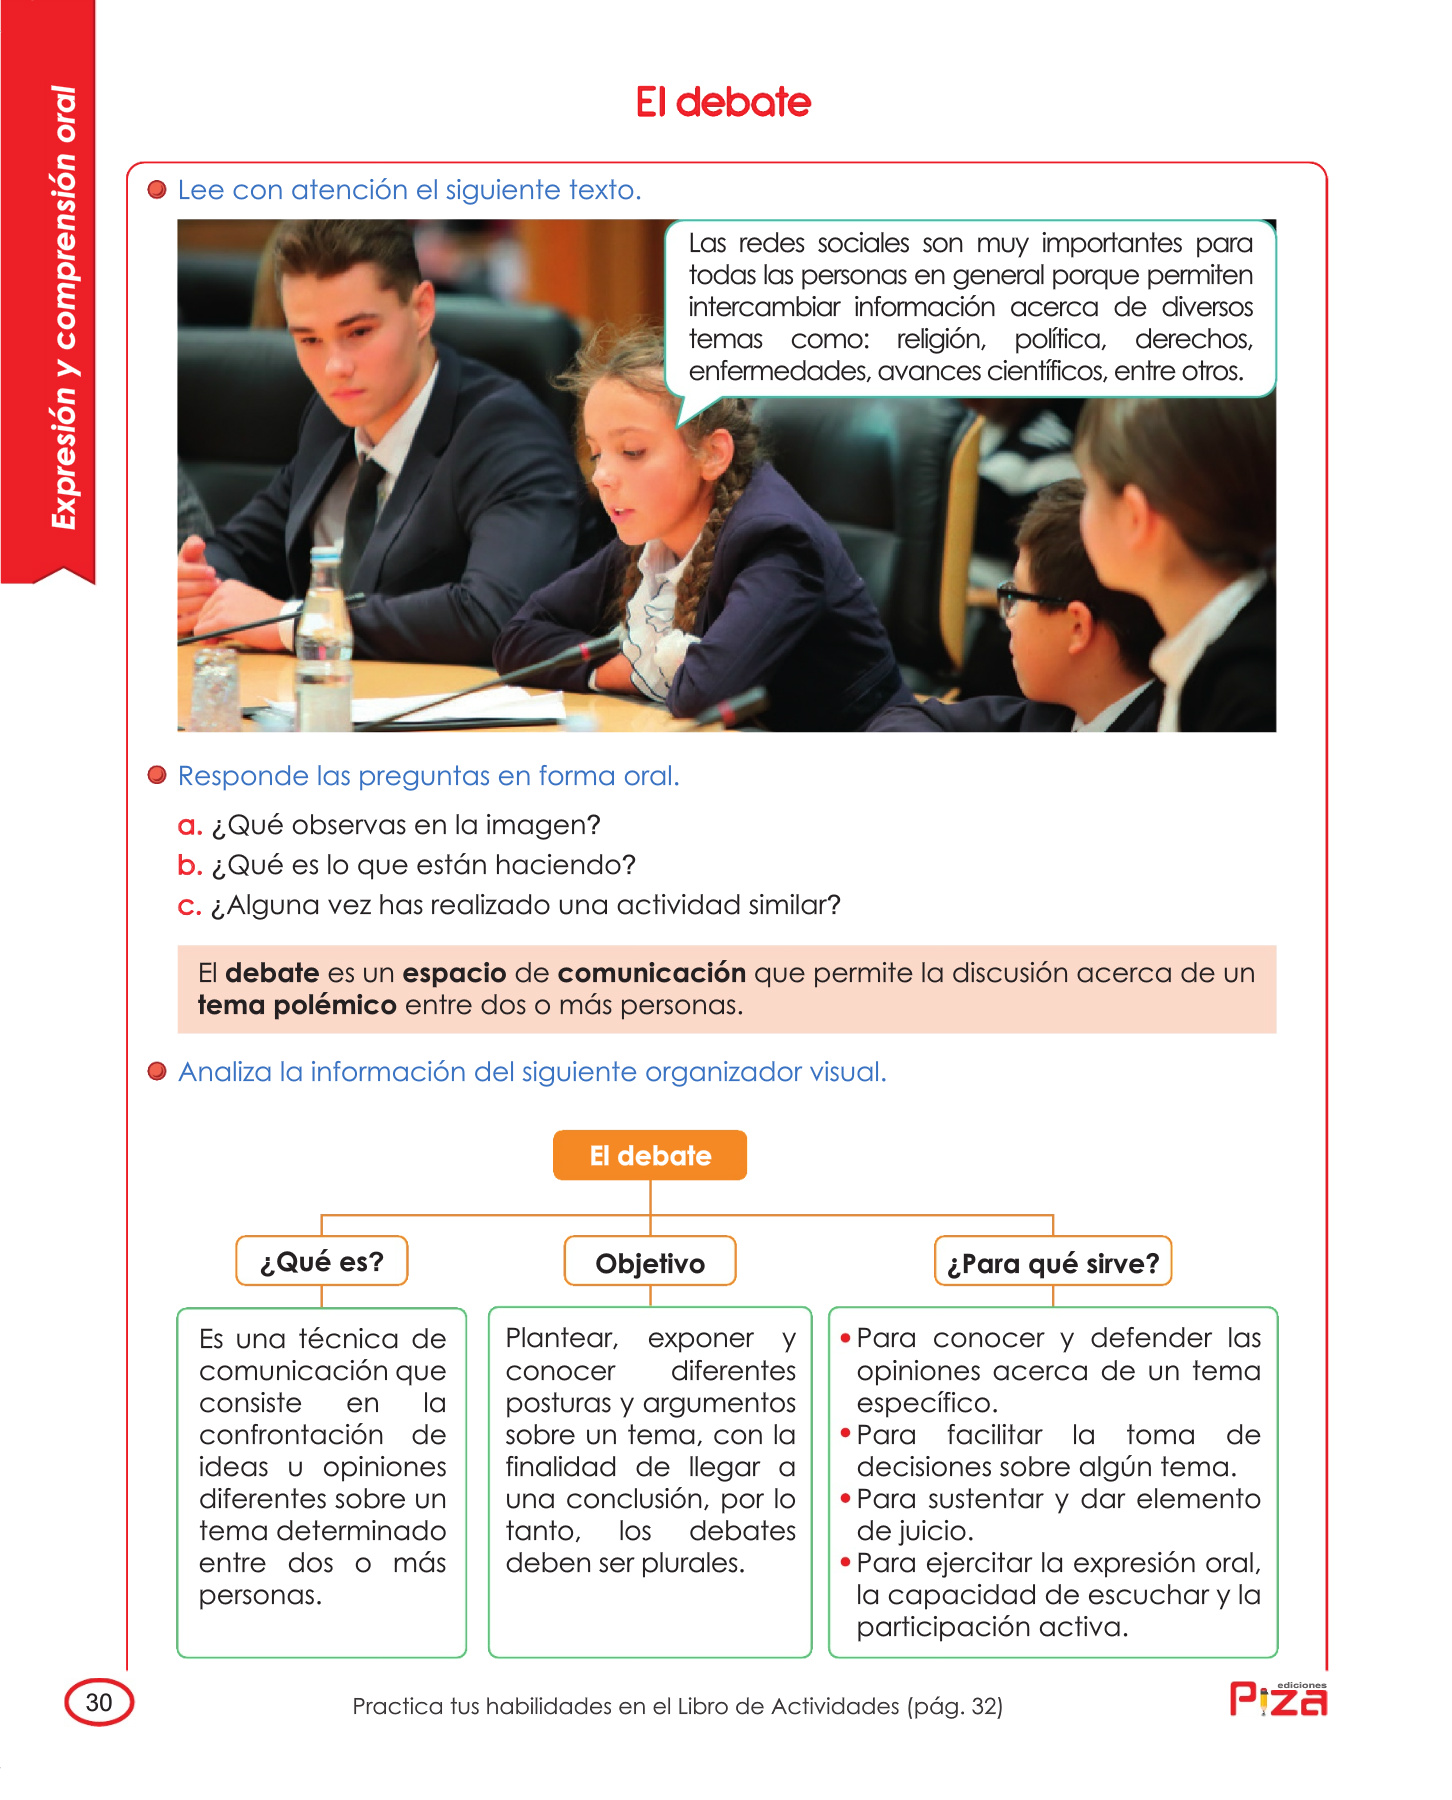 Expresión y comprensión oral
El debate
Lee con atención el siguiente texto.
Las redes sociales son muy importantes para
todas las personas en general porque permiten
intercambiar información acerca de diversos
temas como: religión, política, derechos,
enfermedades, avances científicos, entre otros.
Responde las preguntas en forma oral.
a. ¿Qué observas en la imagen?
b. ¿Qué es lo que están haciendo?
c. ¿Alguna vez has realizado una actividad similar?
El debate es un espacio de comunicación que permite la discusión acerca de un
tema polémico entre dos o más personas.
Analiza la información del siguiente organizador visual.
El debate
¿Qué es?
Es una técnica de
comunicación que
consiste en la
confrontación de
ideas u opiniones
diferentes sobre un
tema determinado
entre dos o más
personas.
Objetivo
Plantear, exponer y
conocer diferentes
posturas y argumentos
sobre un tema, con la
finalidad de llegar a
una conclusión, por lo
tanto, los debates
deben ser plurales.
¿Para qué sirve?
• Para conocer y defender las
opiniones acerca de un tema
específico.
• Para facilitar la toma de
decisiones sobre algún tema.
• Para sustentar y dar elemento
de juicio.
• Para ejercitar la expresión oral,
la capacidad de escuchar y la
participación activa.
30
Practica tus habilidades en el Libro de Actividades (pág. 32)
ediciones
Piza